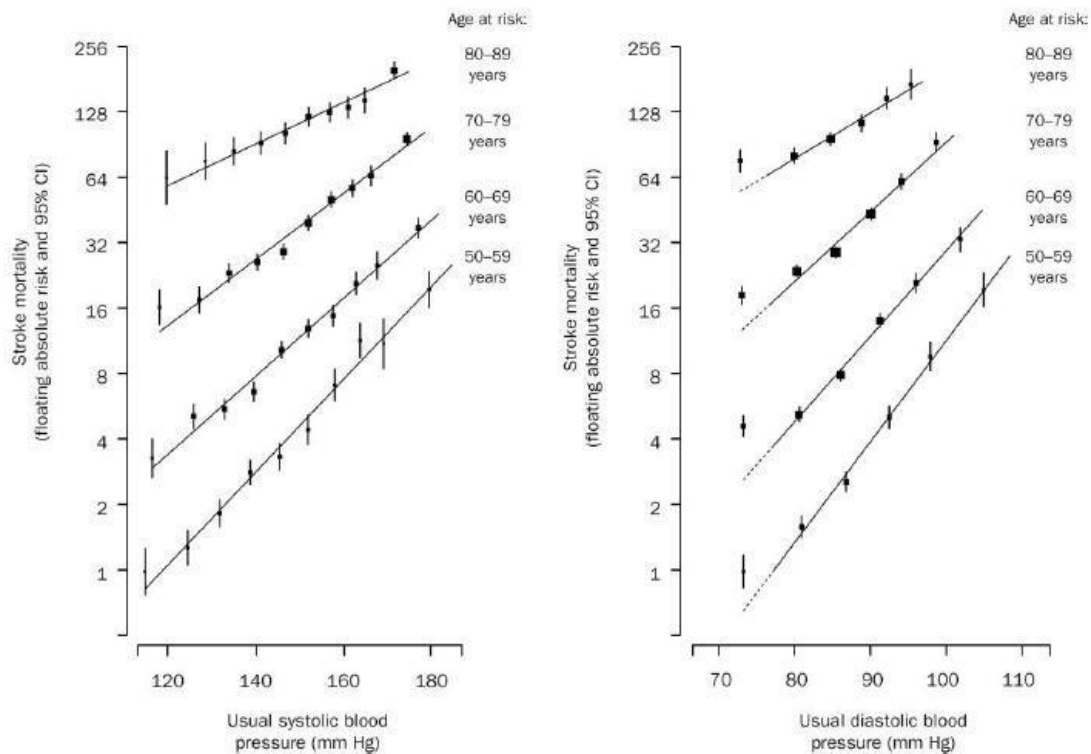 Age at risk:
256
128
64
32
16
8
4
2
1
80–89
years
70–79
years
60–69
years
50–59
years
Stroke mortality
(floating absolute risk and 95% CI)
120
140
160
180
Usual systolic blood
pressure (mm Hg)
Age at risk:
256
128
64
32
16
8
4
2
1
80–89
years
70–79
years
60–69
years
50–59
years
Stroke mortality
(floating absolute risk and 95% CI)
70
80
90
100
110
Usual diastolic blood
pressure (mm Hg)